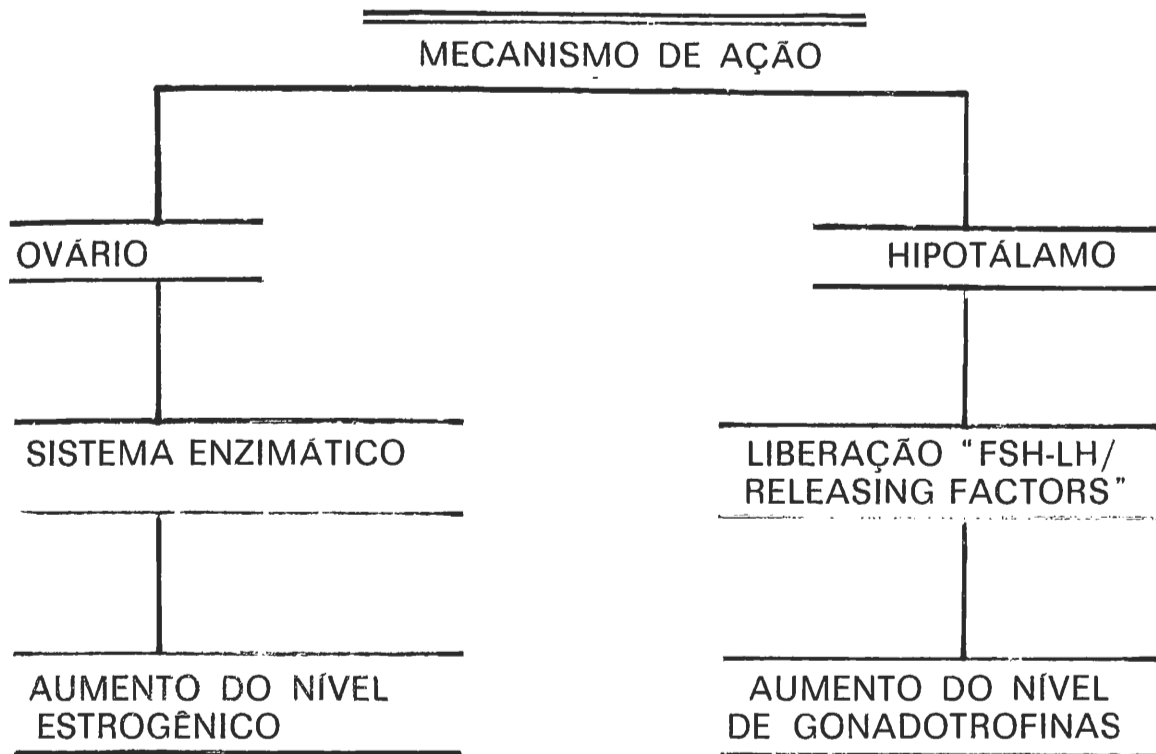 MECANISMO DE AÇÃO
OVÁRIO
HIPOTÁLAMO
SISTEMA ENZIMÁTICO
LIBERAÇÃO "FSH-LH/
RELEASING FACTORS"
AUMENTO DO NÍVEL
ESTROGÊNICO
AUMENTO DO NÍVEL
DE GONADOTROFINAS